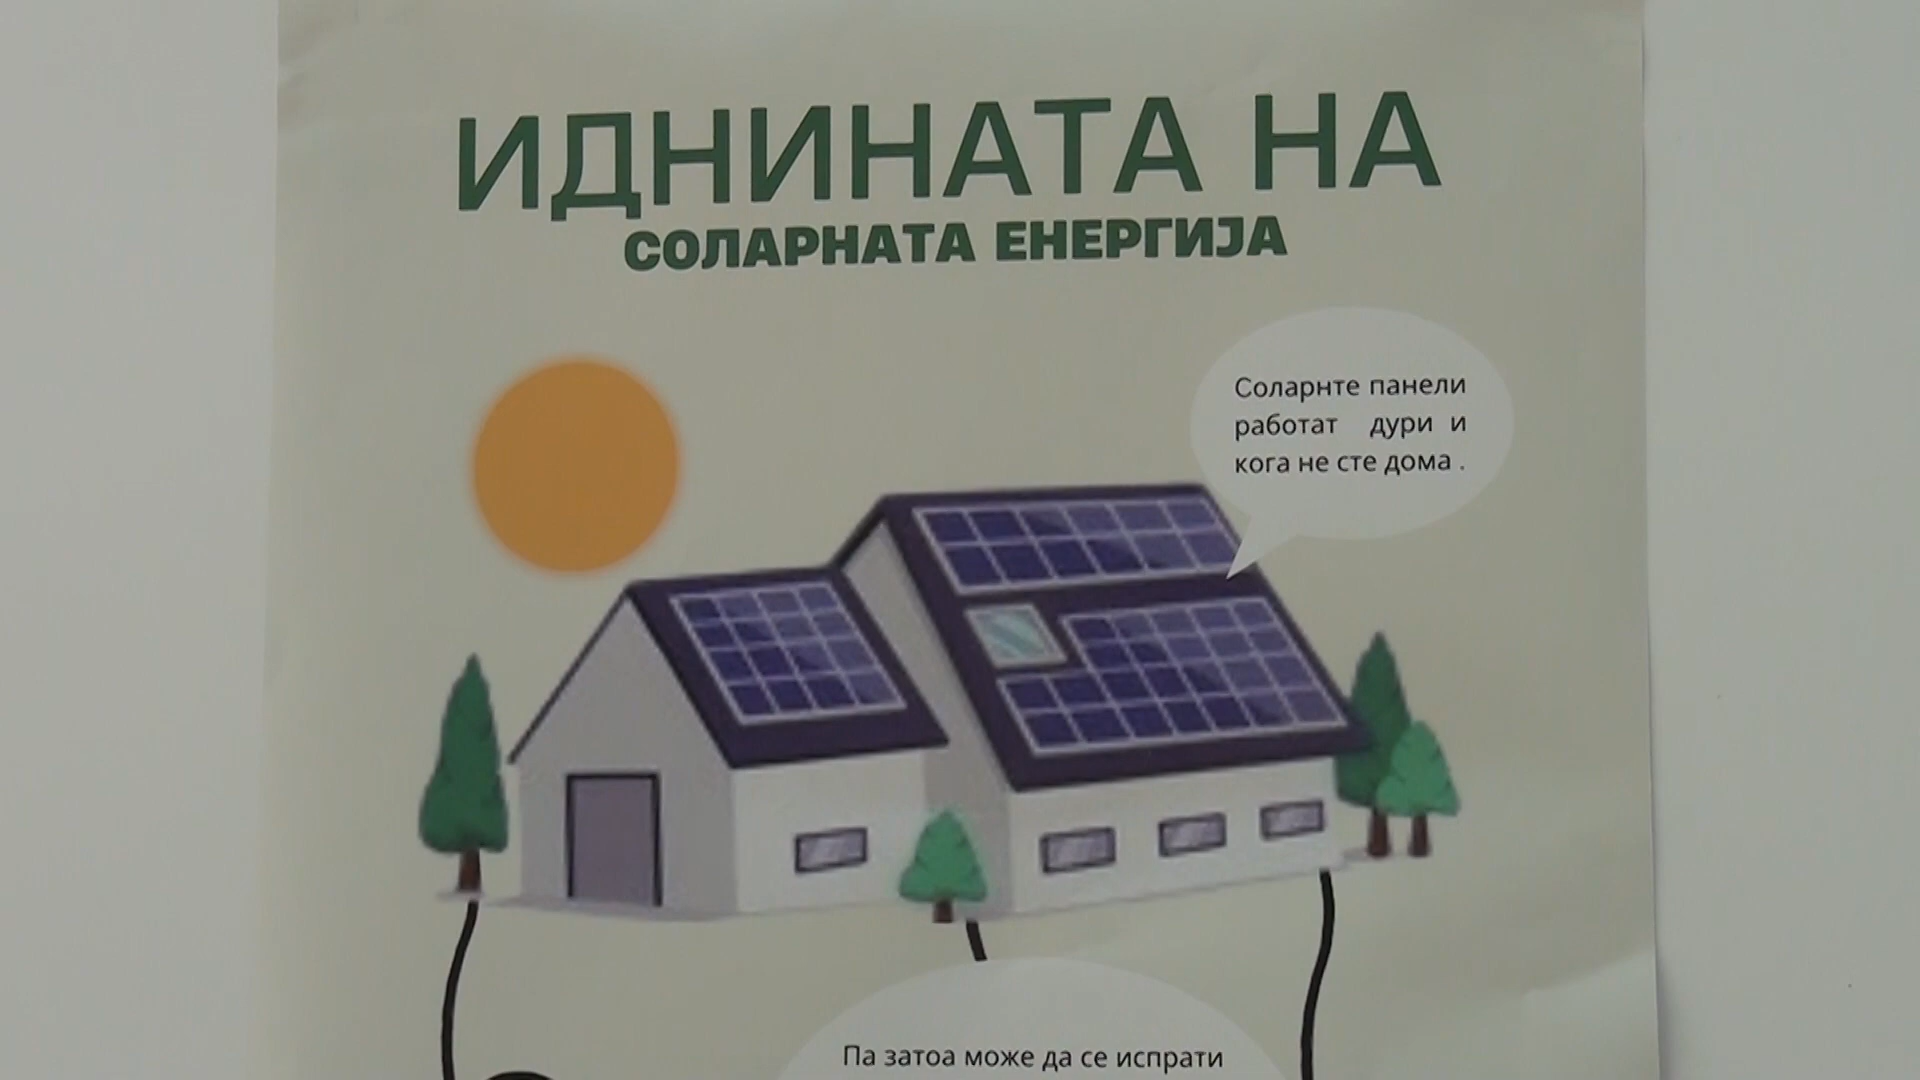 ИДНИНАТА НА
СОЛАРНАТА ЕНЕРГИЈА
Соларнте панели
работат дури и
кога не сте дома .
Па затоа може да се испрати